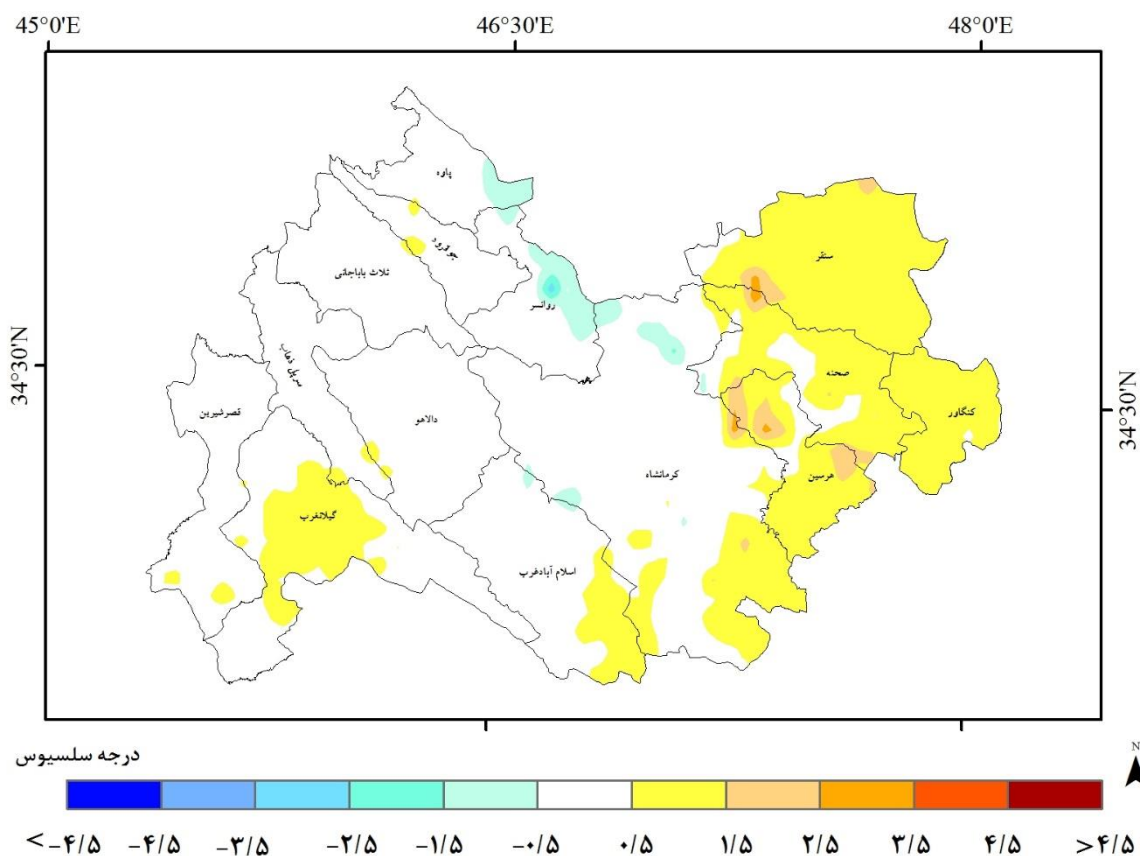 45°0'E 46°30'E 48°0'E
34°30'N
34°30'N
پاوه
جوانرود
سنقر
ثلاث باباجانی
روانسر
سرپل ذهاب
صحنه
قصرشیرین
دالاهو
کنگاور
کرمانشاه
هرسین
گیلانغرب
اسلام آبادغرب
درجه سلسیوس
N
< -۴/۵ -۴/۵ -۳/۵ -۲/۵ -۱/۵ -۰/۵ ۰/۵ ۱/۵ ۲/۵ ۳/۵ ۴/۵ >۴/۵